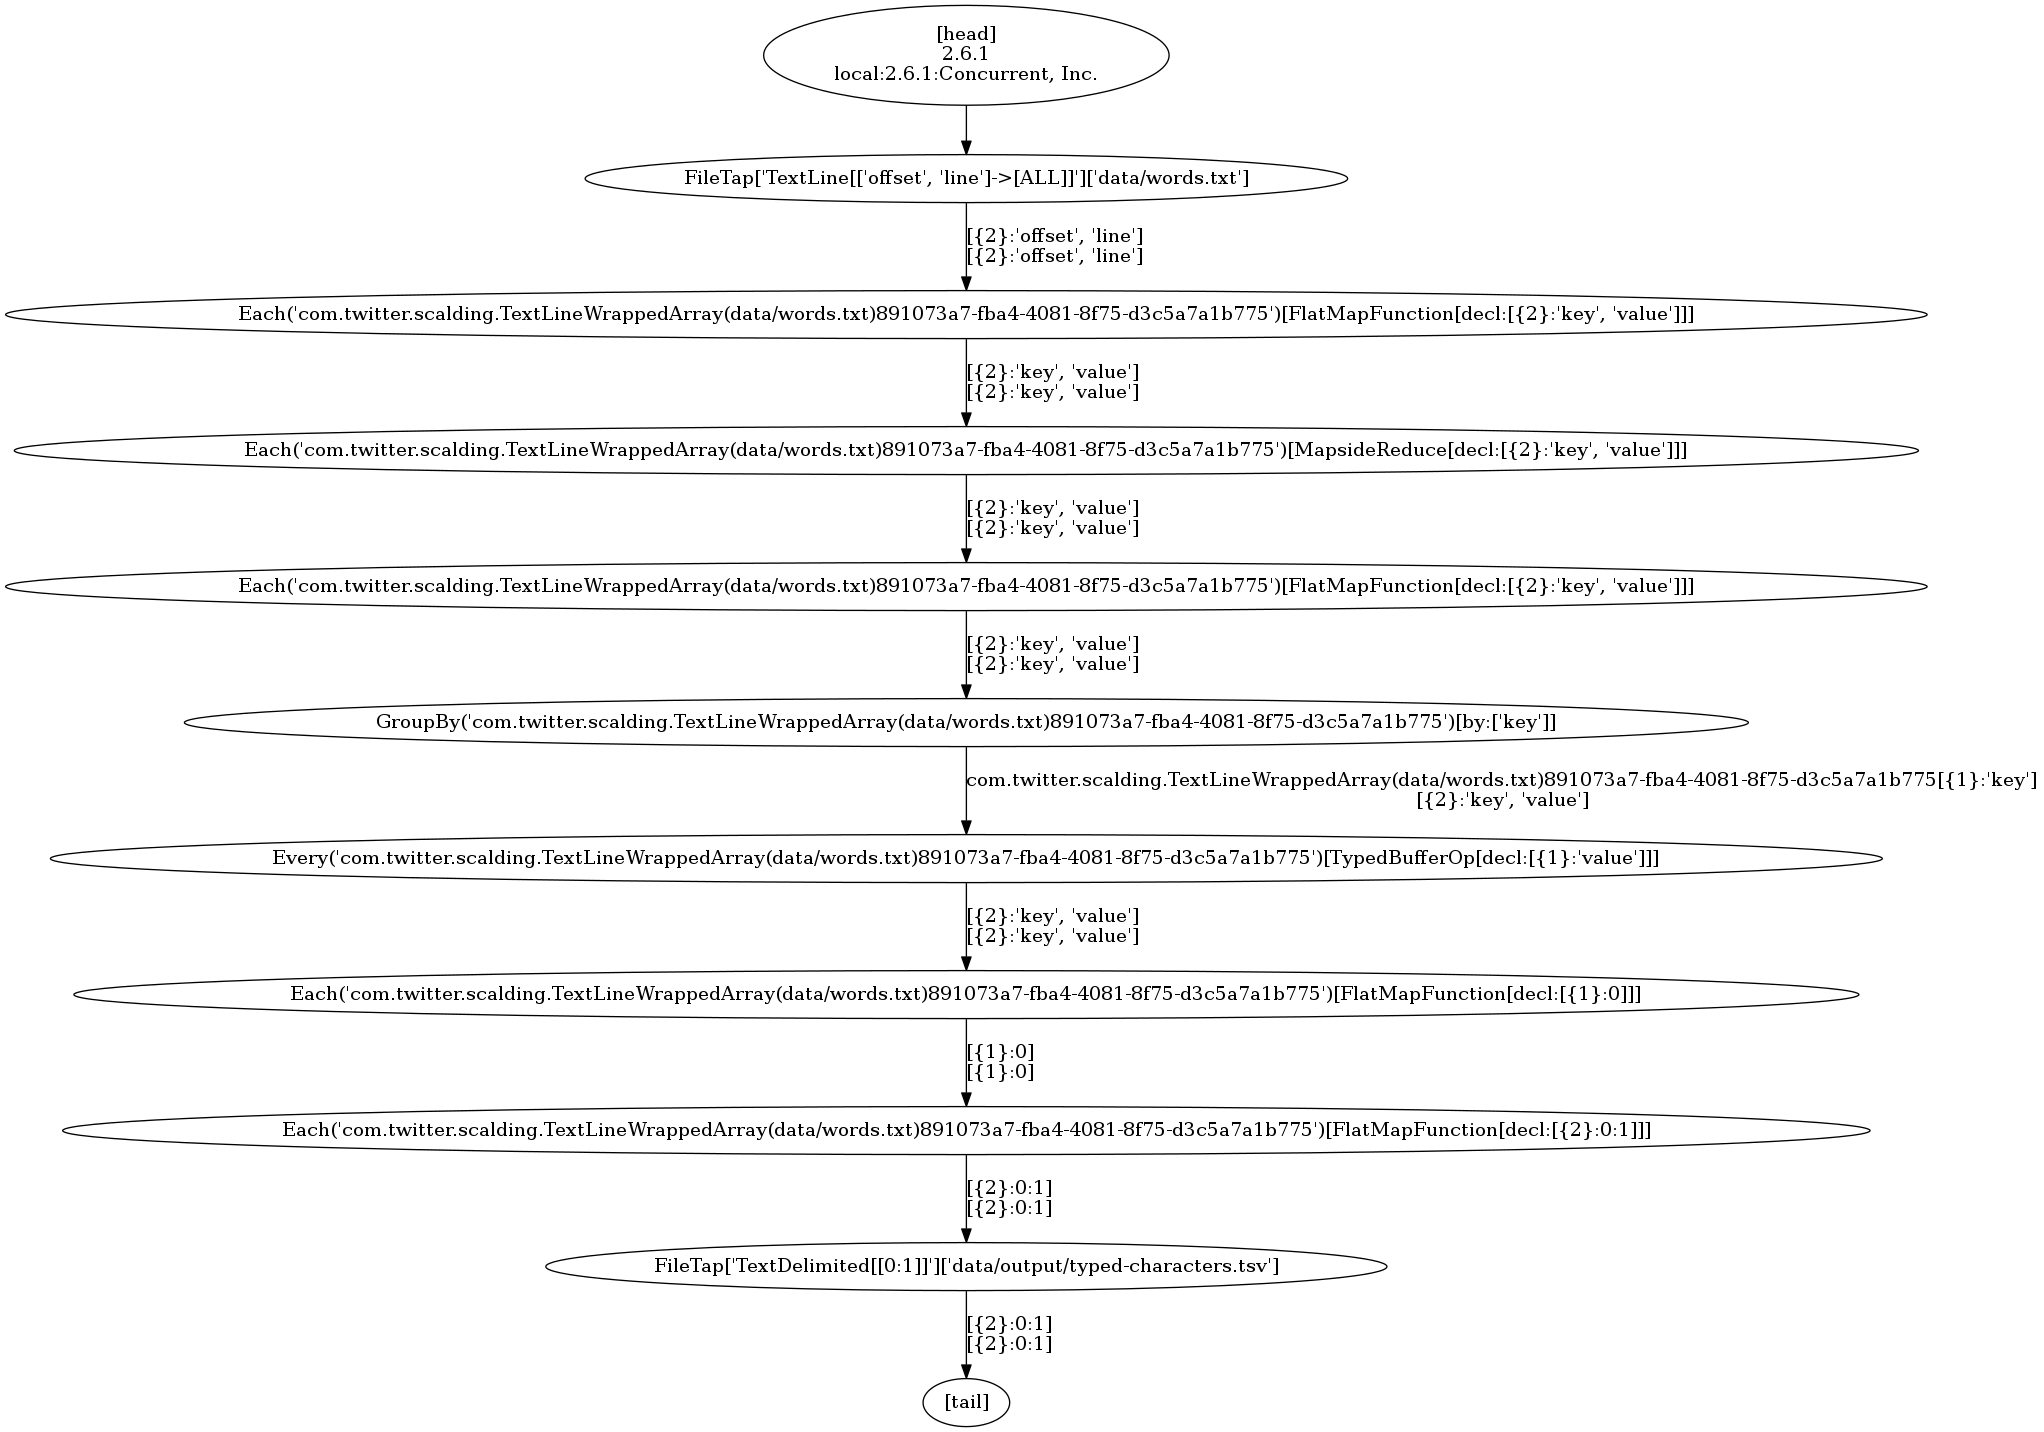 [head]
2.6.1
local:2.6.1:Concurrent, Inc.
FileTap['TextLine[['offset', 'line']->[ALL]]']['data/words.txt']
[{2}:'offset', 'line']
[{2}:'offset', 'line']
Each('com.twitter.scalding.TextLineWrappedArray(data/words.txt)891073a7-fba4-4081-8f75-d3c5a7a1b775')[FlatMapFunction[decl:[{2}:'key', 'value']]]
[{2}:'key', 'value']
[{2}:'key', 'value']
Each('com.twitter.scalding.TextLineWrappedArray(data/words.txt)891073a7-fba4-4081-8f75-d3c5a7a1b775')[MapsideReduce[decl:[{2}:'key', 'value']]]
[{2}:'key', 'value']
[{2}:'key', 'value']
Each('com.twitter.scalding.TextLineWrappedArray(data/words.txt)891073a7-fba4-4081-8f75-d3c5a7a1b775')[FlatMapFunction[decl:[{2}:'key', 'value']]]
[{2}:'key', 'value']
[{2}:'key', 'value']
GroupBy('com.twitter.scalding.TextLineWrappedArray(data/words.txt)891073a7-fba4-4081-8f75-d3c5a7a1b775')[by:['key']]
com.twitter.scalding.TextLineWrappedArray(data/words.txt)891073a7-fba4-4081-8f75-d3c5a7a1b775[{1}:'key']
[{2}:'key', 'value']
Every('com.twitter.scalding.TextLineWrappedArray(data/words.txt)891073a7-fba4-4081-8f75-d3c5a7a1b775')[TypedBufferOp[decl:[{1}:'value']]]
[{2}:'key', 'value']
[{2}:'key', 'value']
Each('com.twitter.scalding.TextLineWrappedArray(data/words.txt)891073a7-fba4-4081-8f75-d3c5a7a1b775')[FlatMapFunction[decl:[{1}:0]]]
[{1}:0]
[{1}:0]
Each('com.twitter.scalding.TextLineWrappedArray(data/words.txt)891073a7-fba4-4081-8f75-d3c5a7a1b775')[FlatMapFunction[decl:[{2}:0:1]]]
[{2}:0:1]
[{2}:0:1]
FileTap['TextDelimited[[0:1]]']['data/output/typed-characters.tsv']
[{2}:0:1]
[{2}:0:1]
[tail]